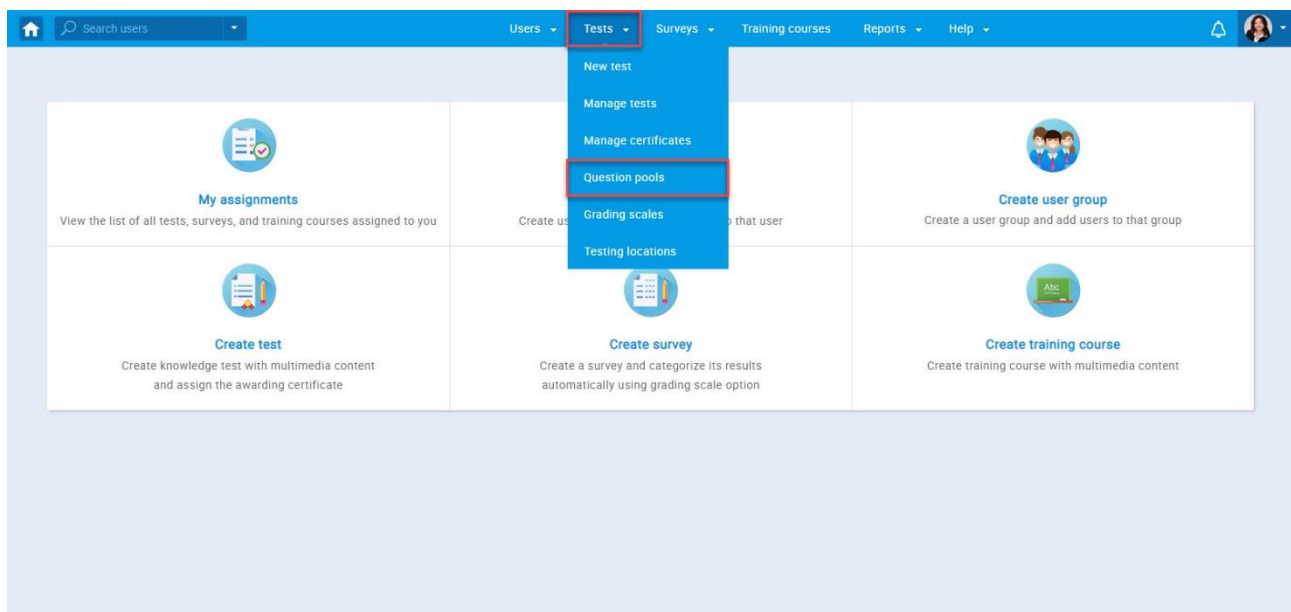 Search users
Users
Tests
Surveys
Training courses
Reports
Help
New test
Manage tests
Manage certificates
Question pools
Grading scales
Testing locations
My assignments
View the list of all tests, surveys, and training courses assigned to you
Create
that user
Create user group
Create a user group and add users to that group
Create test
Create knowledge test with multimedia content
and assign the awarding certificate
Create survey
Create a survey and categorize its results
automatically using grading scale option
Abc
Create training course
Create training course with multimedia content